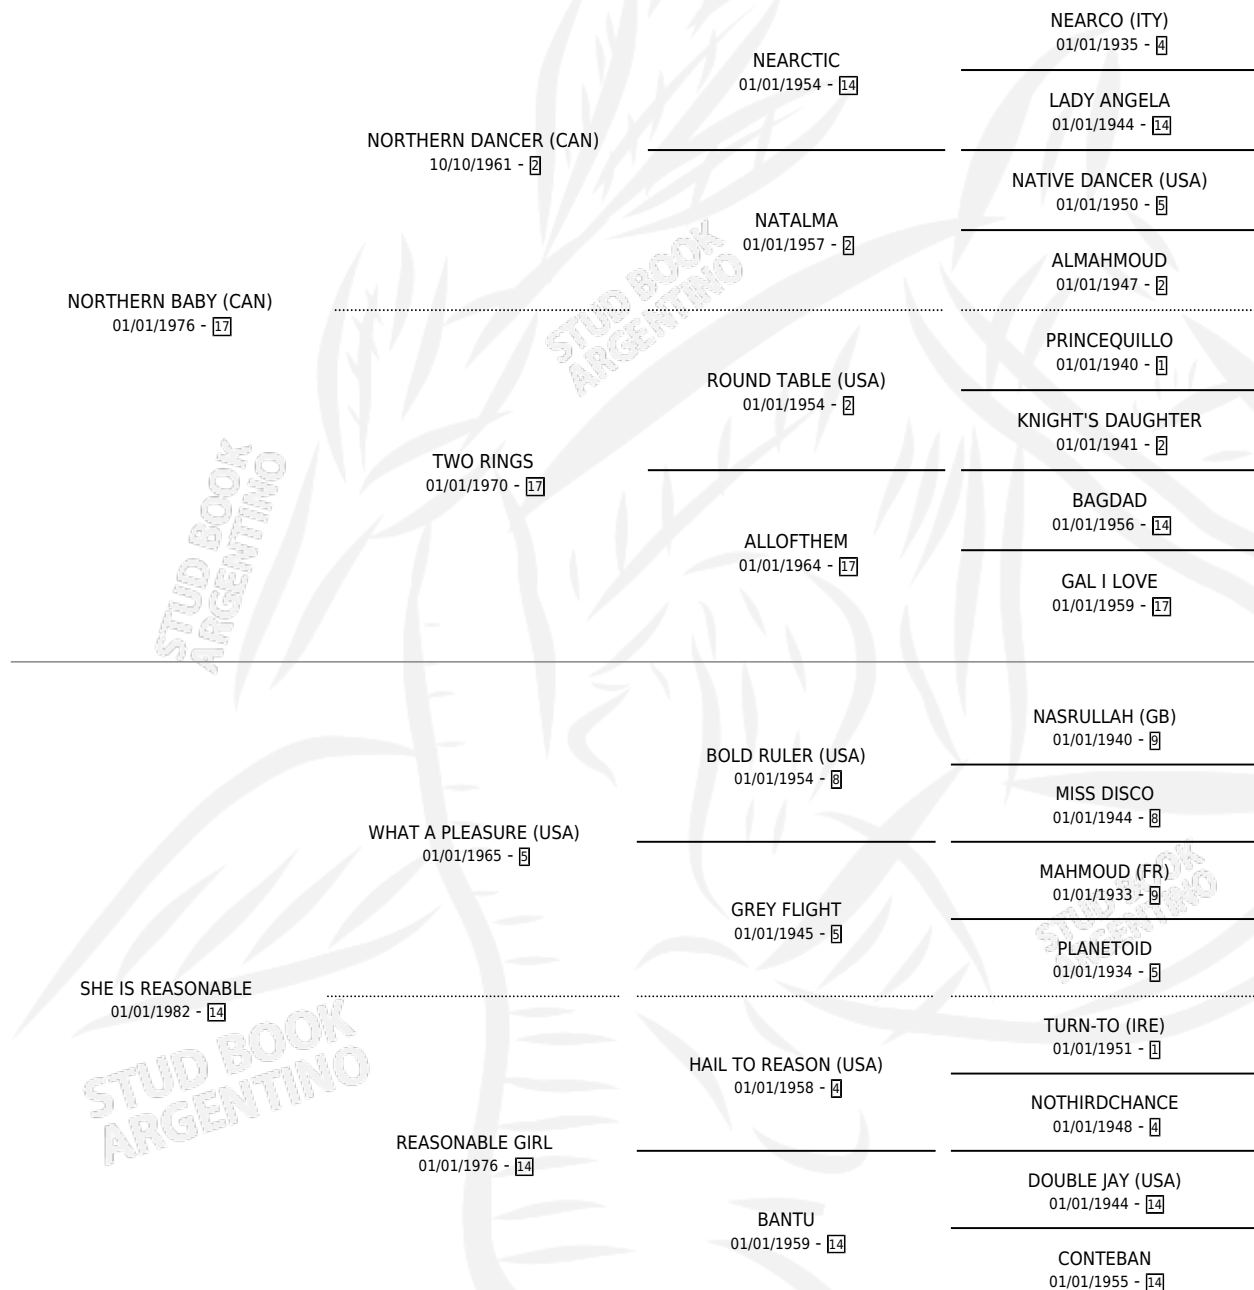 NEARCO (ITY)
01/01/1935 - 4
NEARCTIC
01/01/1954 - 14
LADY ANGELA
01/01/1944 - 14
NORTHERN DANCER (CAN)
10/10/1961 - 2
NATIVE DANCER (USA)
01/01/1950 - 5
NATALMA
01/01/1957 - 2
ALMAHMOUD
01/01/1947 - 2
NORTHERN BABY (CAN)
01/01/1976 - 17
STUD BOOK
ARGENTINO
PRINCEQUILLO
01/01/1940 - 1
ROUND TABLE (USA)
01/01/1954 - 2
KNIGHT'S DAUGHTER
01/01/1941 - 2
TWO RINGS
01/01/1970 - 17
BAGDAD
01/01/1956 - 14
ALLOFTHEM
01/01/1964 - 17
GAL I LOVE
01/01/1959 - 17
STUD BOOK
ARGENTINO
NASRULLAH (GB)
01/01/1940 - 9
BOLD RULER (USA)
01/01/1954 - 8
MISS DISCO
01/01/1944 - 8
WHAT A PLEASURE (USA)
01/01/1965 - 5
MAHMOUD (FR)
01/01/1933 - 9
GREY FLIGHT
01/01/1945 - 5
PLANETOID
01/01/1934 - 5
STUD BOOK
ARGENTINO
SHE IS REASONABLE
01/01/1982 - 14
STUD BOOK
ARGENTINO
TURN-TO (IRE)
01/01/1951 - 1
HAIL TO REASON (USA)
01/01/1958 - 4
NOTHIRDCHANCE
01/01/1948 - 4
REASONABLE GIRL
01/01/1976 - 14
DOUBLE JAY (USA)
01/01/1944 - 14
BANTU
01/01/1959 - 14
CONTEBAN
01/01/1955 - 14